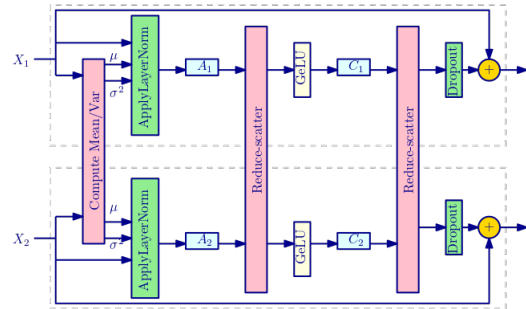 X₁
Compute Mean/Var
μ
σ²
ApplyLayerNorm
A₁
Reduce-scatter
GeLU
C₁
Reduce-scatter
Dropout
+
X₂
μ
σ²
ApplyLayerNorm
A₂
GeLU
C₂
Dropout
+